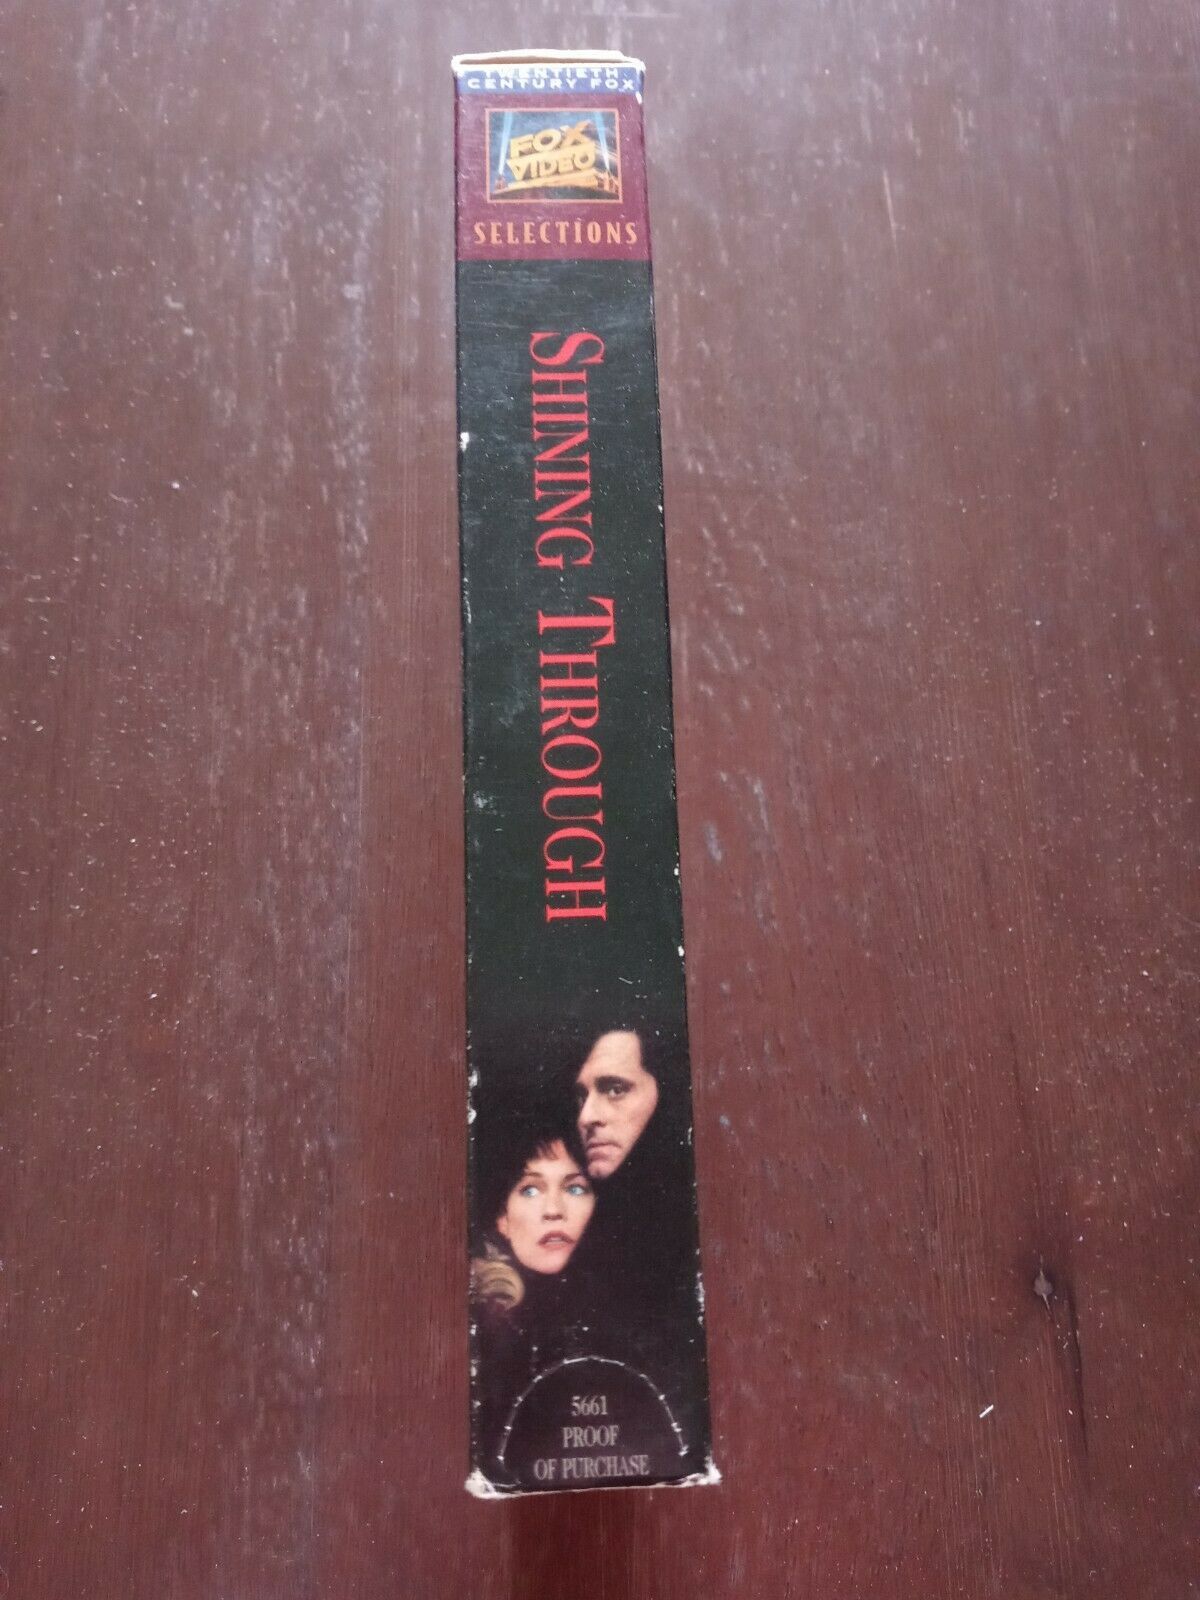 TWENTIETH
CENTURY FOX
FOX
VIDEO
SELECTIONS
SHINING THROUGH
5661
PROOF
OF PURCHASE